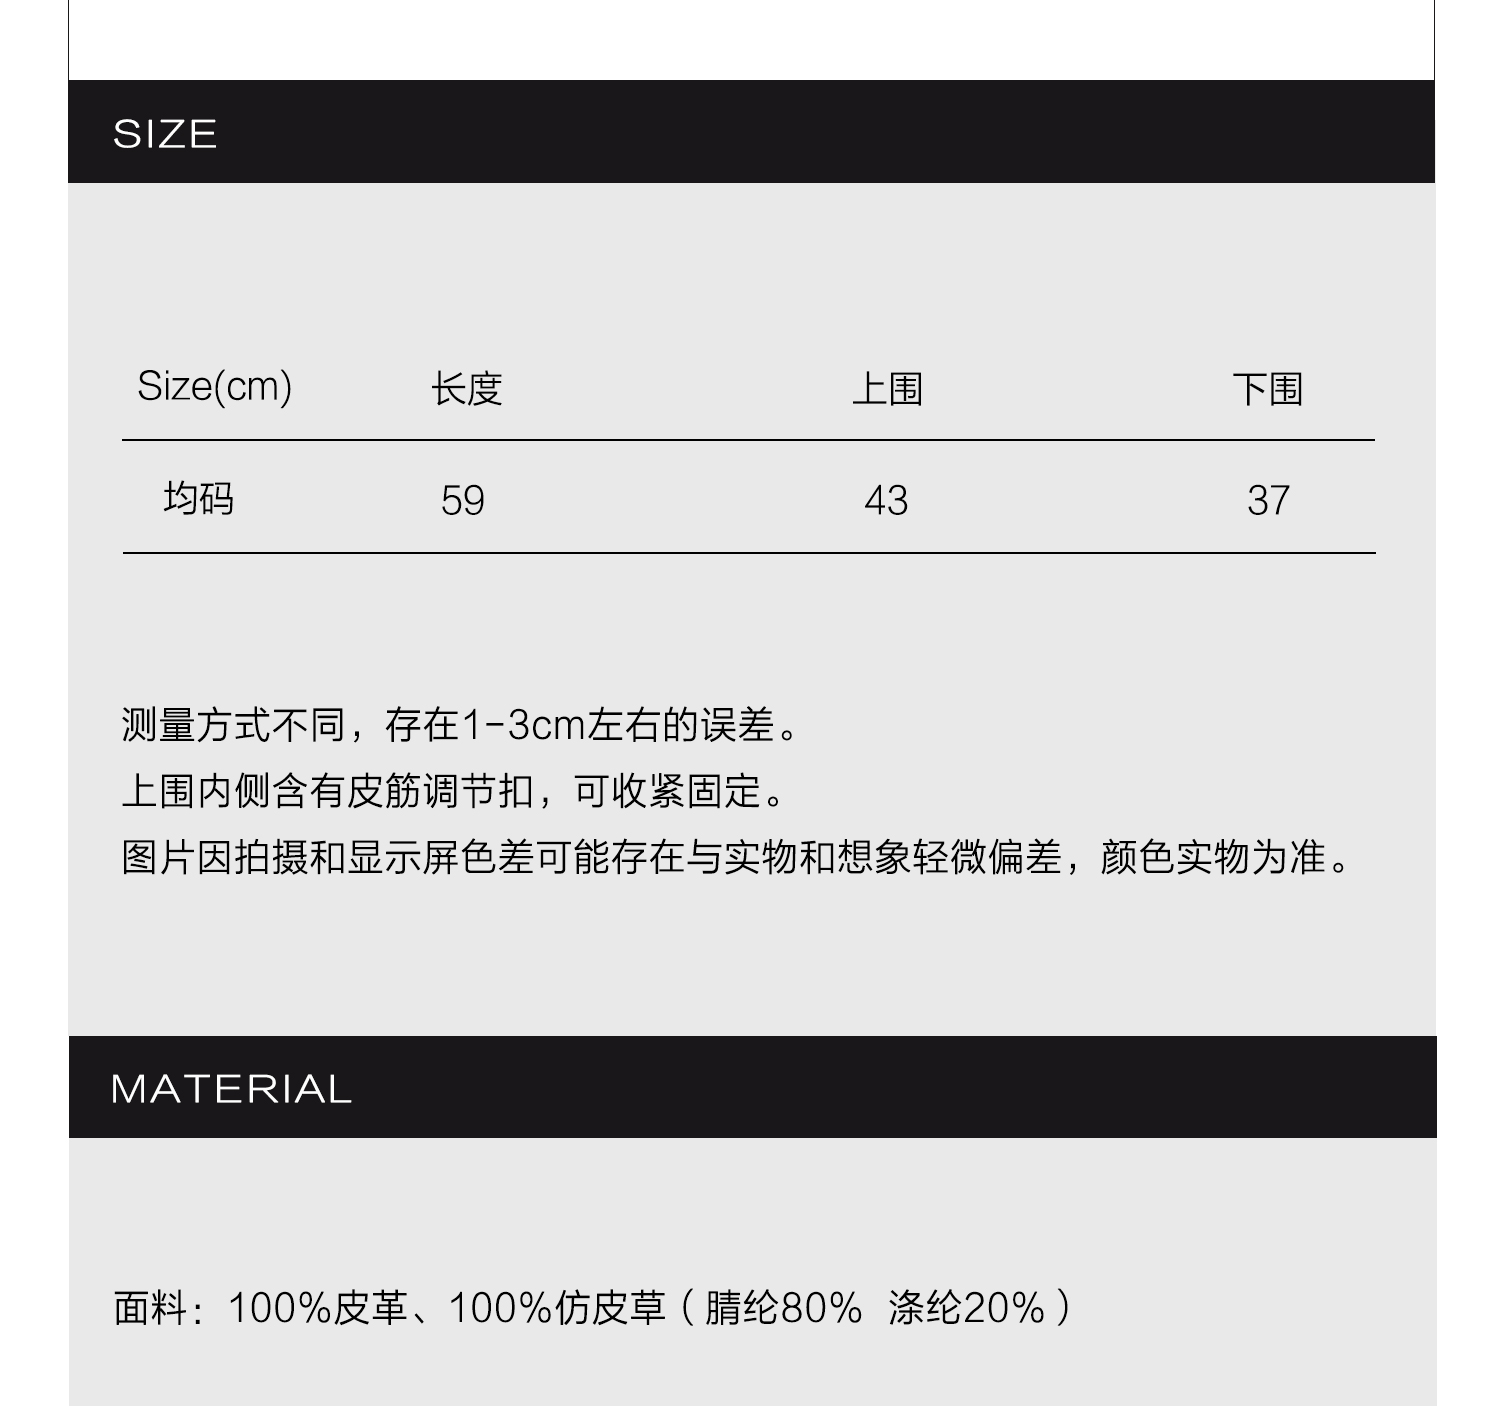 SIZE
Size(cm) 长度 上围 下围
均码 59 43 37
测量方式不同，存在1-3cm左右的误差。
上围内侧含有皮筋调节扣，可收紧固定。
图片因拍摄和显示屏色差可能存在与实物和想象轻微偏差，颜色实物为准。
MATERIAL
面料：100%皮革、100%仿皮草（腈纶80% 涤纶20%）